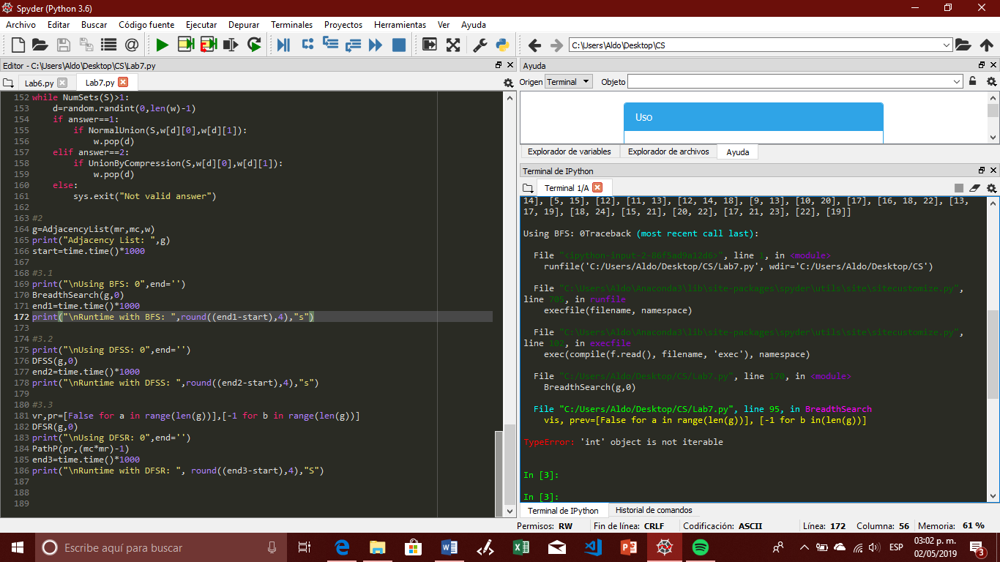 Spyder (Python 3.6)
Archivo Editar Buscar Código fuente Ejecutar Depurar Terminales Proyectos Herramientas Ver Ayuda
C:\Users\Aldo\Desktop\CS
Editor - C:\Users\Aldo\Desktop\CS\Lab7.py
Lab6.py Lab7.py
152 while NumSets(S)>1:
153 d=random.randint(0,len(w)-1)
154 if answer==1:
155 if NormalUnion(S,w[d][0],w[d][1]):
156 w.pop(d)
157 elif answer==2:
158 if UnionByCompression(S,w[d][0],w[d][1]):
159 w.pop(d)
160 else:
161 sys.exit("Not valid answer")
162
163 #2
164 g=AdjacencyList(mr,mc,w)
165 print("Adjacency List: ",g)
166 start=time.time()*1000
167
168 #3.1
169 print("\nUsing BFS: 0",end='')
170 BreadthSearch(g,0)
171 end1=time.time()*1000
172 print("\nRuntime with BFS: ",round((end1-start),4),"s")
173
174 #3.2
175 print("\nUsing DFSS: 0",end='')
176 DFSS(g,0)
177 end2=time.time()*1000
178 print("\nRuntime with DFSS: ",round((end2-start),4),"s")
179
180 #3.3
181 vr,pr=[False for a in range(len(g))],[-1 for b in range(len(g))]
182 DFSR(g,0)
183 print("\nUsing DFSR: 0",end='')
184 PathP(pr,(mc*mr)-1)
185 end3=time.time()*1000
186 print("\nRuntime with DFSR: ", round((end3-start),4),"S")
187
188
189
Ayuda
Origen Terminal Objeto
Uso
Explorador de variables Explorador de archivos Ayuda
Terminal de IPython
Terminal 1/A
14], [5, 15], [12], [11, 13], [12, 14, 18], [9, 13], [10, 20], [17], [16, 18, 22], [13,
17, 19], [18, 24], [15, 21], [20, 22], [17, 21, 23], [22], [19]]
Using BFS: 0Traceback (most recent call last):
File "<ipython-input-2-86f5ad9a12d6>", line 1, in <module>
runfile('C:/Users/Aldo/Desktop/CS/Lab7.py', wdir='C:/Users/Aldo/Desktop/CS')
File "C:\Users\Aldo\Anaconda3\lib\site-packages\spyder\utils\site\sitecustomize.py",
line 705, in runfile
execfile(filename, namespace)
File "C:\Users\Aldo\Anaconda3\lib\site-packages\spyder\utils\site\sitecustomize.py",
line 102, in execfile
exec(compile(f.read(), filename, 'exec'), namespace)
File "C:/Users/Aldo/Desktop/CS/Lab7.py", line 170, in <module>
BreadthSearch(g,0)
File "C:/Users/Aldo/Desktop/CS/Lab7.py", line 95, in BreadthSearch
vis, prev=[False for a in range(len(g))], [-1 for b in(len(g))]
TypeError: 'int' object is not iterable
In [3]:
In [3]:
Terminal de IPython Historial de comandos
Permisos: RW Fin de línea: CRLF Codificación: ASCII Línea: 172 Columna: 56 Memoria: 61 %
Escribe aquí para buscar
ESP
03:02 p. m.
02/05/2019
3